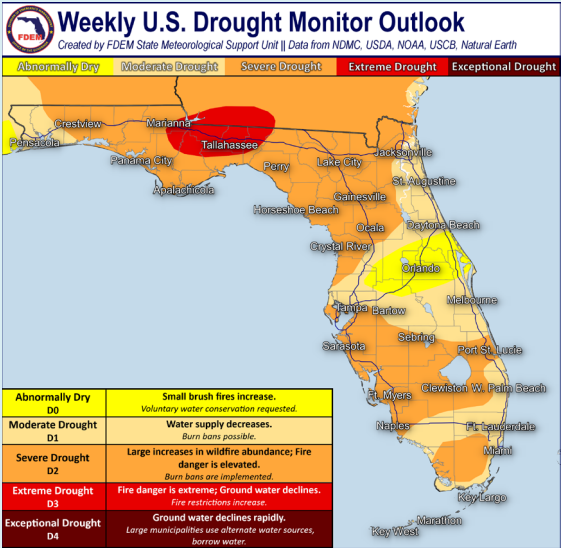 FDEM
Weekly U.S. Drought Monitor Outlook
Created by FDEM State Meteorological Support Unit || Data from NDMC, USDA, NOAA, USCB, Natural Earth
Abnormally Dry Moderate Drought Severe Drought Extreme Drought Exceptional Drought
Crestview
Marianna
Pensacola
Tallahassee
Jacksonville
Panama City
Perry
Lake City
Apalachicola
St. Augustine
Gainesville
Horseshoe Beach
Ocala
Daytona Beach
Crystal River
Orlando
Melbourne
Tampa
Bartow
Sebring
Sarasota
Port St. Lucie
Clewiston
W. Palm Beach
Ft. Myers
Naples
Ft. Lauderdale
Miami
Key Largo
Marathon
Key West
Abnormally Dry
D0
Small brush fires increase.
Voluntary water conservation requested.
Moderate Drought
D1
Water supply decreases.
Burn bans possible.
Severe Drought
D2
Large increases in wildfire abundance; Fire
danger is elevated.
Burn bans are implemented.
Extreme Drought
D3
Fire danger is extreme; Ground water declines.
Fire restrictions increase.
Exceptional Drought
D4
Ground water declines rapidly.
Large municipalities use alternate water sources,
borrow water.